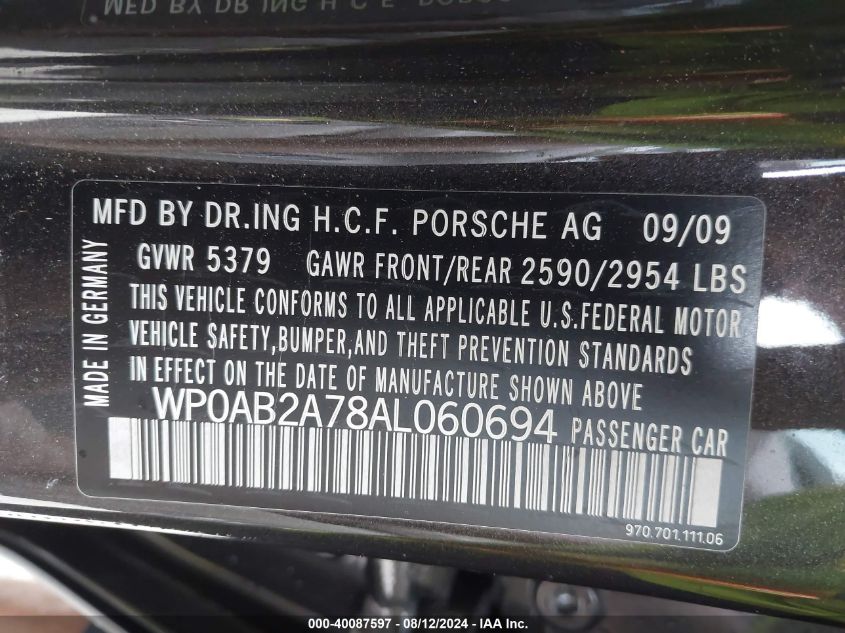 MFD BY DR.ING H.C.F. PORSCHE AG 09/09
GVWR 5379 GAWR FRONT/REAR 2590/2954 LBS
THIS VEHICLE CONFORMS TO ALL APPLICABLE U.S.FEDERAL MOTOR
VEHICLE SAFETY,BUMPER,AND THEFT PREVENTION STANDARDS
IN EFFECT ON THE DATE OF MANUFACTURE SHOWN ABOVE
WP0AB2A78AL060694 PASSENGER CAR
MADE IN GERMANY
970.701.111.06
000-40087597 - 08/12/2024 - IAA Inc.